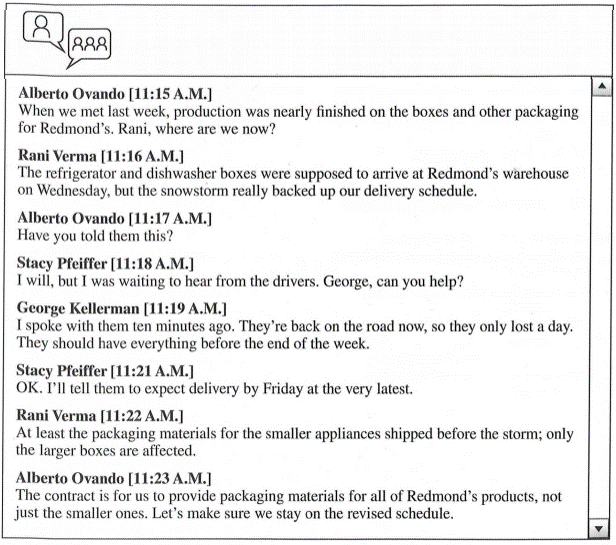 Alberto Ovando [11:15 A.M.]
When we met last week, production was nearly finished on the boxes and other packaging
for Redmond's. Rani, where are we now?
Rani Verma [11:16 A.M.]
The refrigerator and dishwasher boxes were supposed to arrive at Redmond's warehouse
on Wednesday, but the snowstorm really backed up our delivery schedule.
Alberto Ovando [11:17 A.M.]
Have you told them this?
Stacy Pfeiffer [11:18 A.M.]
I will, but I was waiting to hear from the drivers. George, can you help?
George Kellerman [11:19 A.M.]
I spoke with them ten minutes ago. They're back on the road now, so they only lost a day.
They should have everything before the end of the week.
Stacy Pfeiffer [11:21 A.M.]
OK. I'll tell them to expect delivery by Friday at the very latest.
Rani Verma [11:22 A.M.]
At least the packaging materials for the smaller appliances shipped before the storm; only
the larger boxes are affected.
Alberto Ovando [11:23 A.M.]
The contract is for us to provide packaging materials for all of Redmond's products, not
just the smaller ones. Let's make sure we stay on the revised schedule.